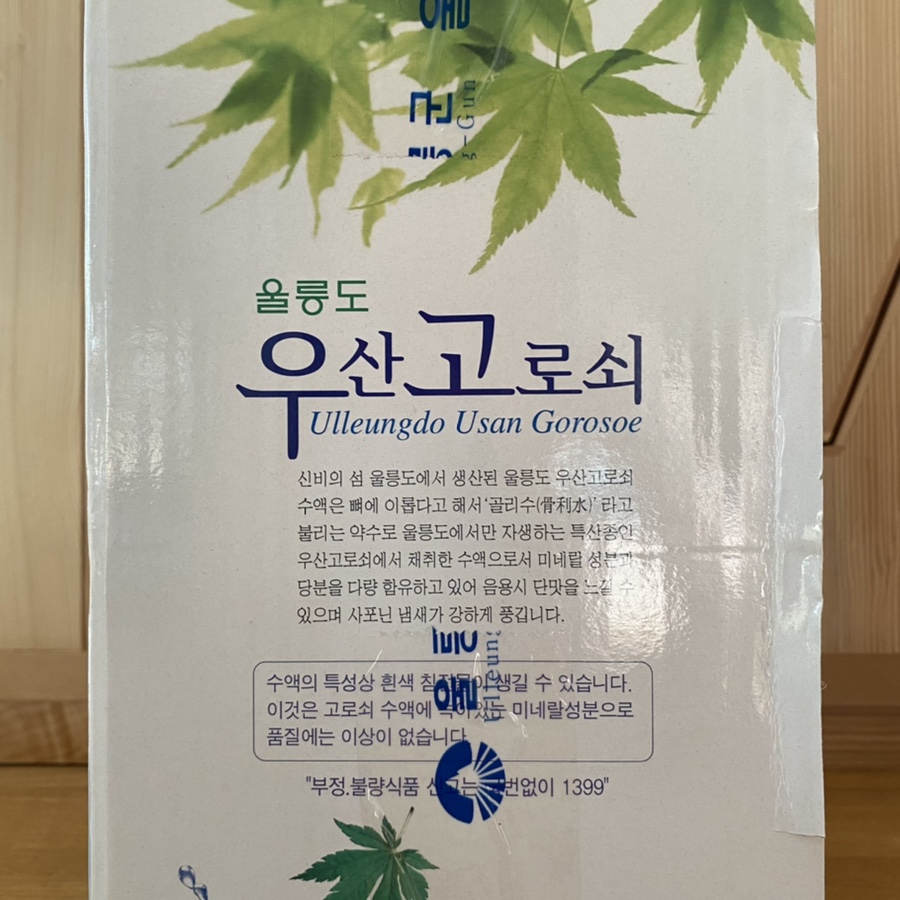 울릉도
우산고로쇠
Ulleungdo Usan Gorosoe
신비의 섬 울릉도에서 생산된 울릉도 우산고로쇠
수액은 뼈에 이롭다고 해서 '골리수(骨利水)' 라고
불리는 약수로 울릉도에서만 자생하는 특산종인
우산고로쇠에서 채취한 수액으로서 미네랄 성분과
당분을 다량 함유하고 있어 음용시 단맛을 느낄 수
있으며 사포닌 냄새가 강하게 풍깁니다.
울릉
수액의 특성상 흰색 침전물이 생길 수 있습니다.
이것은 고로쇠 수액에 녹아있는 미네랄성분으로
품질에는 이상이 없습니다.
"부정.불량식품 신고는 국번없이 1399"